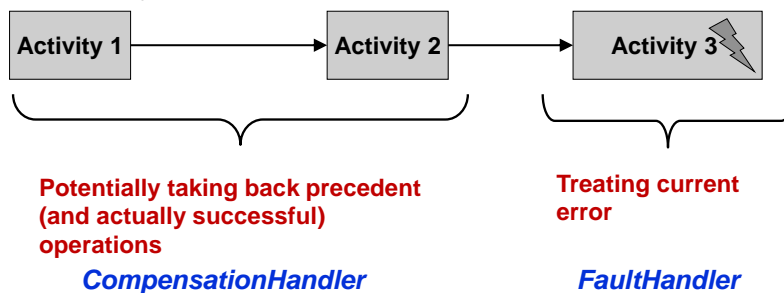 Activity 1
Activity 2
Activity 3
Potentially taking back precedent
(and actually successful)
operations
Treating current
error
CompensationHandler
FaultHandler